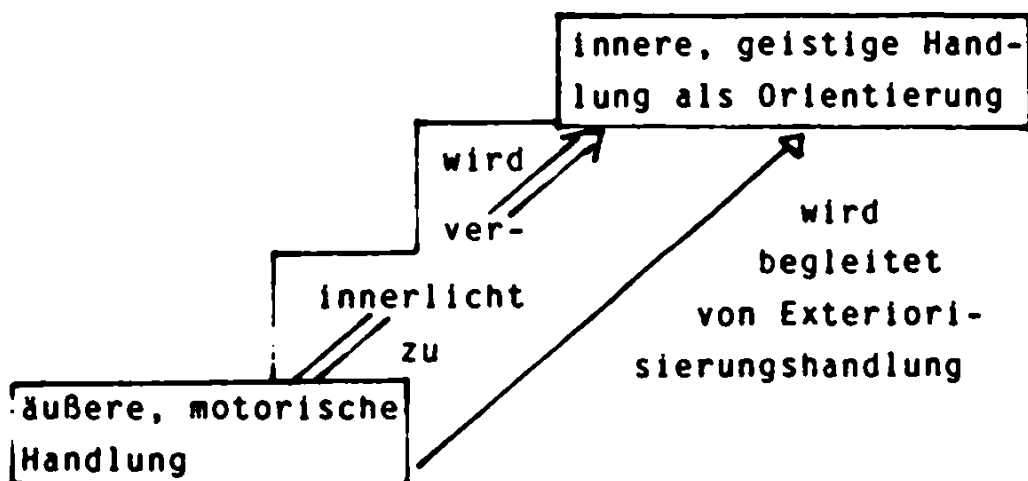 innere, geistige Hand-
lung als Orientierung
wird
ver-
innerlicht
zu
wird
begleitet
von Exteriori-
sierungshandlung
äußere, motorische
Handlung